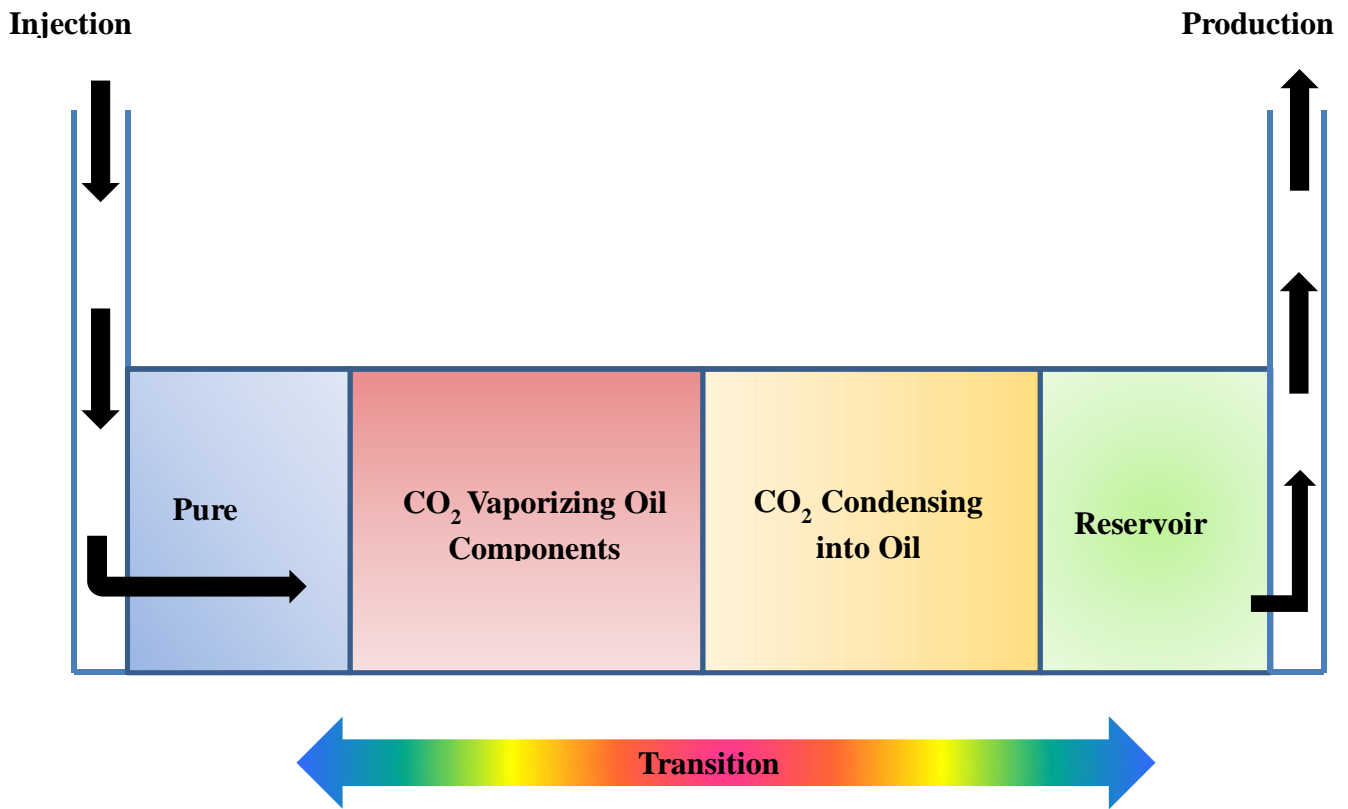 Injection
Production
Pure
CO₂ Vaporizing Oil
Components
CO₂ Condensing
into Oil
Reservoir
Transition